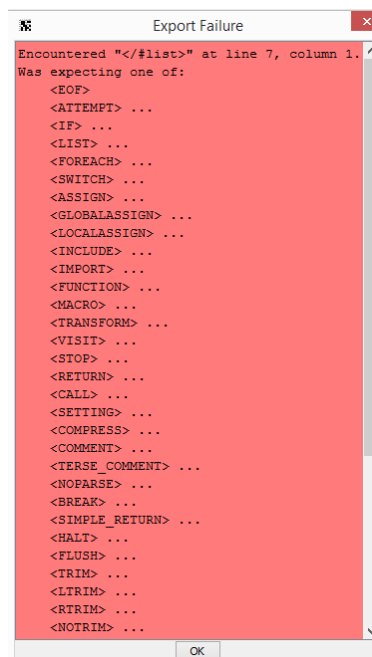 Export Failure
Encountered "</#list>" at line 7, column 1.
Was expecting one of:
<EOF>
<ATTEMPT> ...
<IF> ...
<LIST> ...
<FOREACH> ...
<SWITCH> ...
<ASSIGN> ...
<GLOBALASSIGN> ...
<LOCALASSIGN> ...
<INCLUDE> ...
<IMPORT> ...
<FUNCTION> ...
<MACRO> ...
<TRANSFORM> ...
<VISIT> ...
<STOP> ...
<RETURN> ...
<CALL> ...
<SETTING> ...
<COMPRESS> ...
<COMMENT> ...
<TERSE_COMMENT> ...
<NOPARSE> ...
<BREAK> ...
<SIMPLE_RETURN> ...
<HALT> ...
<FLUSH> ...
<TRIM> ...
<LTRIM> ...
<RTRIM> ...
<NOTRIM> ...
OK